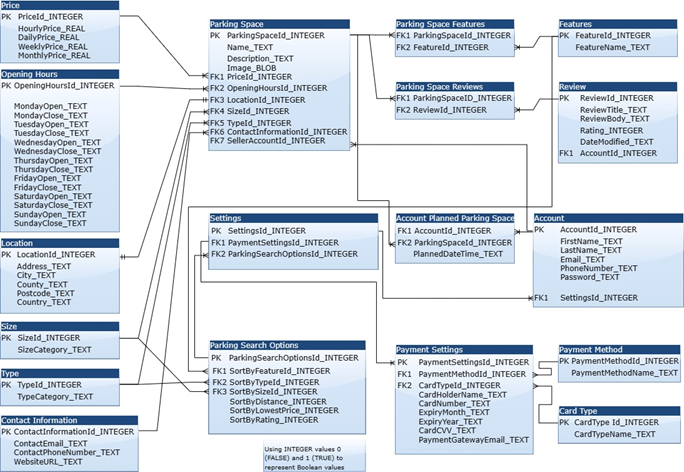 Price
PK PriceId_INTEGER
HourlyPrice_REAL
DailyPrice_REAL
WeeklyPrice_REAL
MonthlyPrice_REAL
Opening Hours
PK OpeningHoursId_INTEGER
MondayOpen_TEXT
MondayClose_TEXT
TuesdayOpen_TEXT
TuesdayClose_TEXT
WednesdayOpen_TEXT
WednesdayClose_TEXT
ThursdayOpen_TEXT
ThursdayClose_TEXT
FridayOpen_TEXT
FridayClose_TEXT
SaturdayOpen_TEXT
SaturdayClose_TEXT
SundayOpen_TEXT
SundayClose_TEXT
Location
PK LocationId_INTEGER
Address_TEXT
City_TEXT
County_TEXT
Postcode_TEXT
Country_TEXT
Size
PK SizeId_INTEGER
SizeCategory_TEXT
Type
PK TypeId_INTEGER
TypeCategory_TEXT
Contact Information
PK ContactInformationId_INTEGER
ContactEmail_TEXT
ContactPhoneNumber_TEXT
WebsiteURL_TEXT
Parking Space
PK ParkingSpaceId_INTEGER
Name_TEXT
Description_TEXT
Image_BLOB
FK1 PriceId_INTEGER
FK2 OpeningHoursId_INTEGER
FK3 LocationId_INTEGER
FK4 SizeId_INTEGER
FK5 TypeId_INTEGER
FK6 ContactInformationId_INTEGER
FK7 SellerAccountId_INTEGER
Settings
PK SettingsId_INTEGER
FK1 PaymentSettingsId_INTEGER
FK2 ParkingSearchOptionsId_INTEGER
Parking Search Options
PK ParkingSearchOptionsId_INTEGER
FK1 SortByFeatureId_INTEGER
FK2 SortByTypeId_INTEGER
FK3 SortBySizeId_INTEGER
SortByDistance_INTEGER
SortByLowestPrice_INTEGER
SortByRating_INTEGER
Using INTEGER values 0
(FALSE) and 1 (TRUE) to
represent Boolean values
Parking Space Features
FK1 ParkingSpaceId_INTEGER
FK2 FeatureId_INTEGER
Parking Space Reviews
FK1 ParkingSpaceID_INTEGER
FK2 ReviewId_INTEGER
Account Planned Parking Space
FK1 AccountId_INTEGER
FK2 ParkingSpaceId_INTEGER
PlannedDateTime_TEXT
Payment Settings
PK PaymentSettingsId_INTEGER
FK1 PaymentMethodId_INTEGER
FK2 CardTypeId_INTEGER
CardHolderName_TEXT
CardNumber_TEXT
ExpiryMonth_TEXT
ExpiryYear_TEXT
CardCVV_TEXT
PaymentGatewayEmail_TEXT
Features
PK FeatureId_INTEGER
FeatureName_TEXT
Review
PK ReviewId_INTEGER
ReviewTitle_TEXT
ReviewBody_TEXT
Rating_INTEGER
DateModified_TEXT
FK1 AccountId_INTEGER
Account
PK AccountId_INTEGER
FirstName_TEXT
LastName_TEXT
Email_TEXT
PhoneNumber_TEXT
Password_TEXT
FK1 SettingsId_INTEGER
Payment Method
PK PaymentMethodId_INTEGER
PaymentMethodName_TEXT
Card Type
PK CardType Id_INTEGER
CardTypeName_TEXT